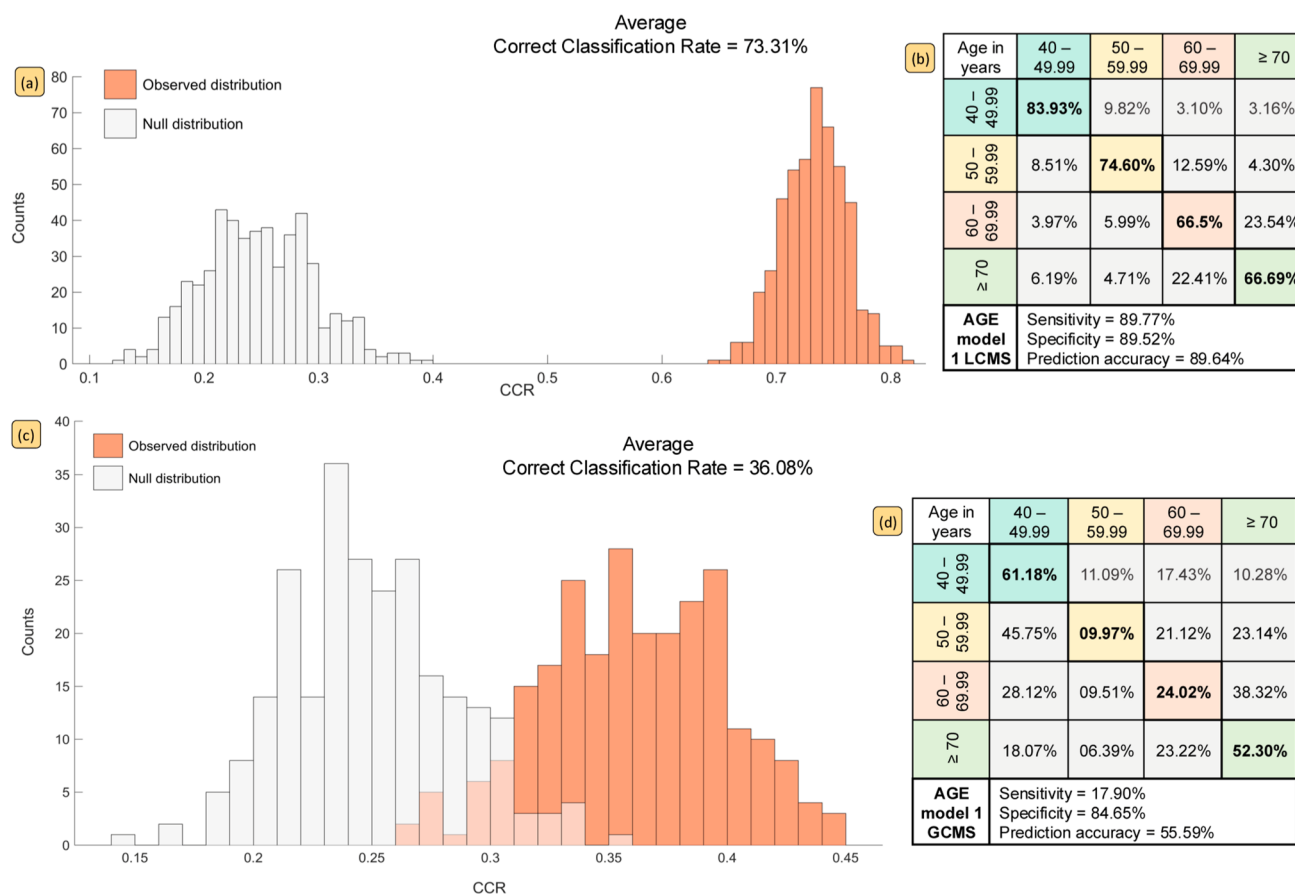 Average
Correct Classification Rate = 73.31%
(a)
Observed distribution
Null distribution
80
70
60
50
40
30
20
10
0
Counts
0.1 0.2 0.3 0.4 0.5 0.6 0.7 0.8
CCR
(b)
Age in years 40 – 49.99 50 – 59.99 60 – 69.99 ≥ 70
40 – 49.99 83.93% 9.82% 3.10% 3.16%
50 – 59.99 8.51% 74.60% 12.59% 4.30%
60 – 69.99 3.97% 5.99% 66.5% 23.54%
≥ 70 6.19% 4.71% 22.41% 66.69%
AGE model 1 LCMS
Sensitivity = 89.77%
Specificity = 89.52%
Prediction accuracy = 89.64%
(c)
Observed distribution
Null distribution
Average
Correct Classification Rate = 36.08%
40
35
30
25
20
15
10
5
0
Counts
0.15 0.2 0.25 0.3 0.35 0.4 0.45
CCR
(d)
Age in years 40 – 49.99 50 – 59.99 60 – 69.99 ≥ 70
40 – 49.99 61.18% 11.09% 17.43% 10.28%
50 – 59.99 45.75% 09.97% 21.12% 23.14%
60 – 69.99 28.12% 09.51% 24.02% 38.32%
≥ 70 18.07% 06.39% 23.22% 52.30%
AGE model 1 GCMS
Sensitivity = 17.90%
Specificity = 84.65%
Prediction accuracy = 55.59%